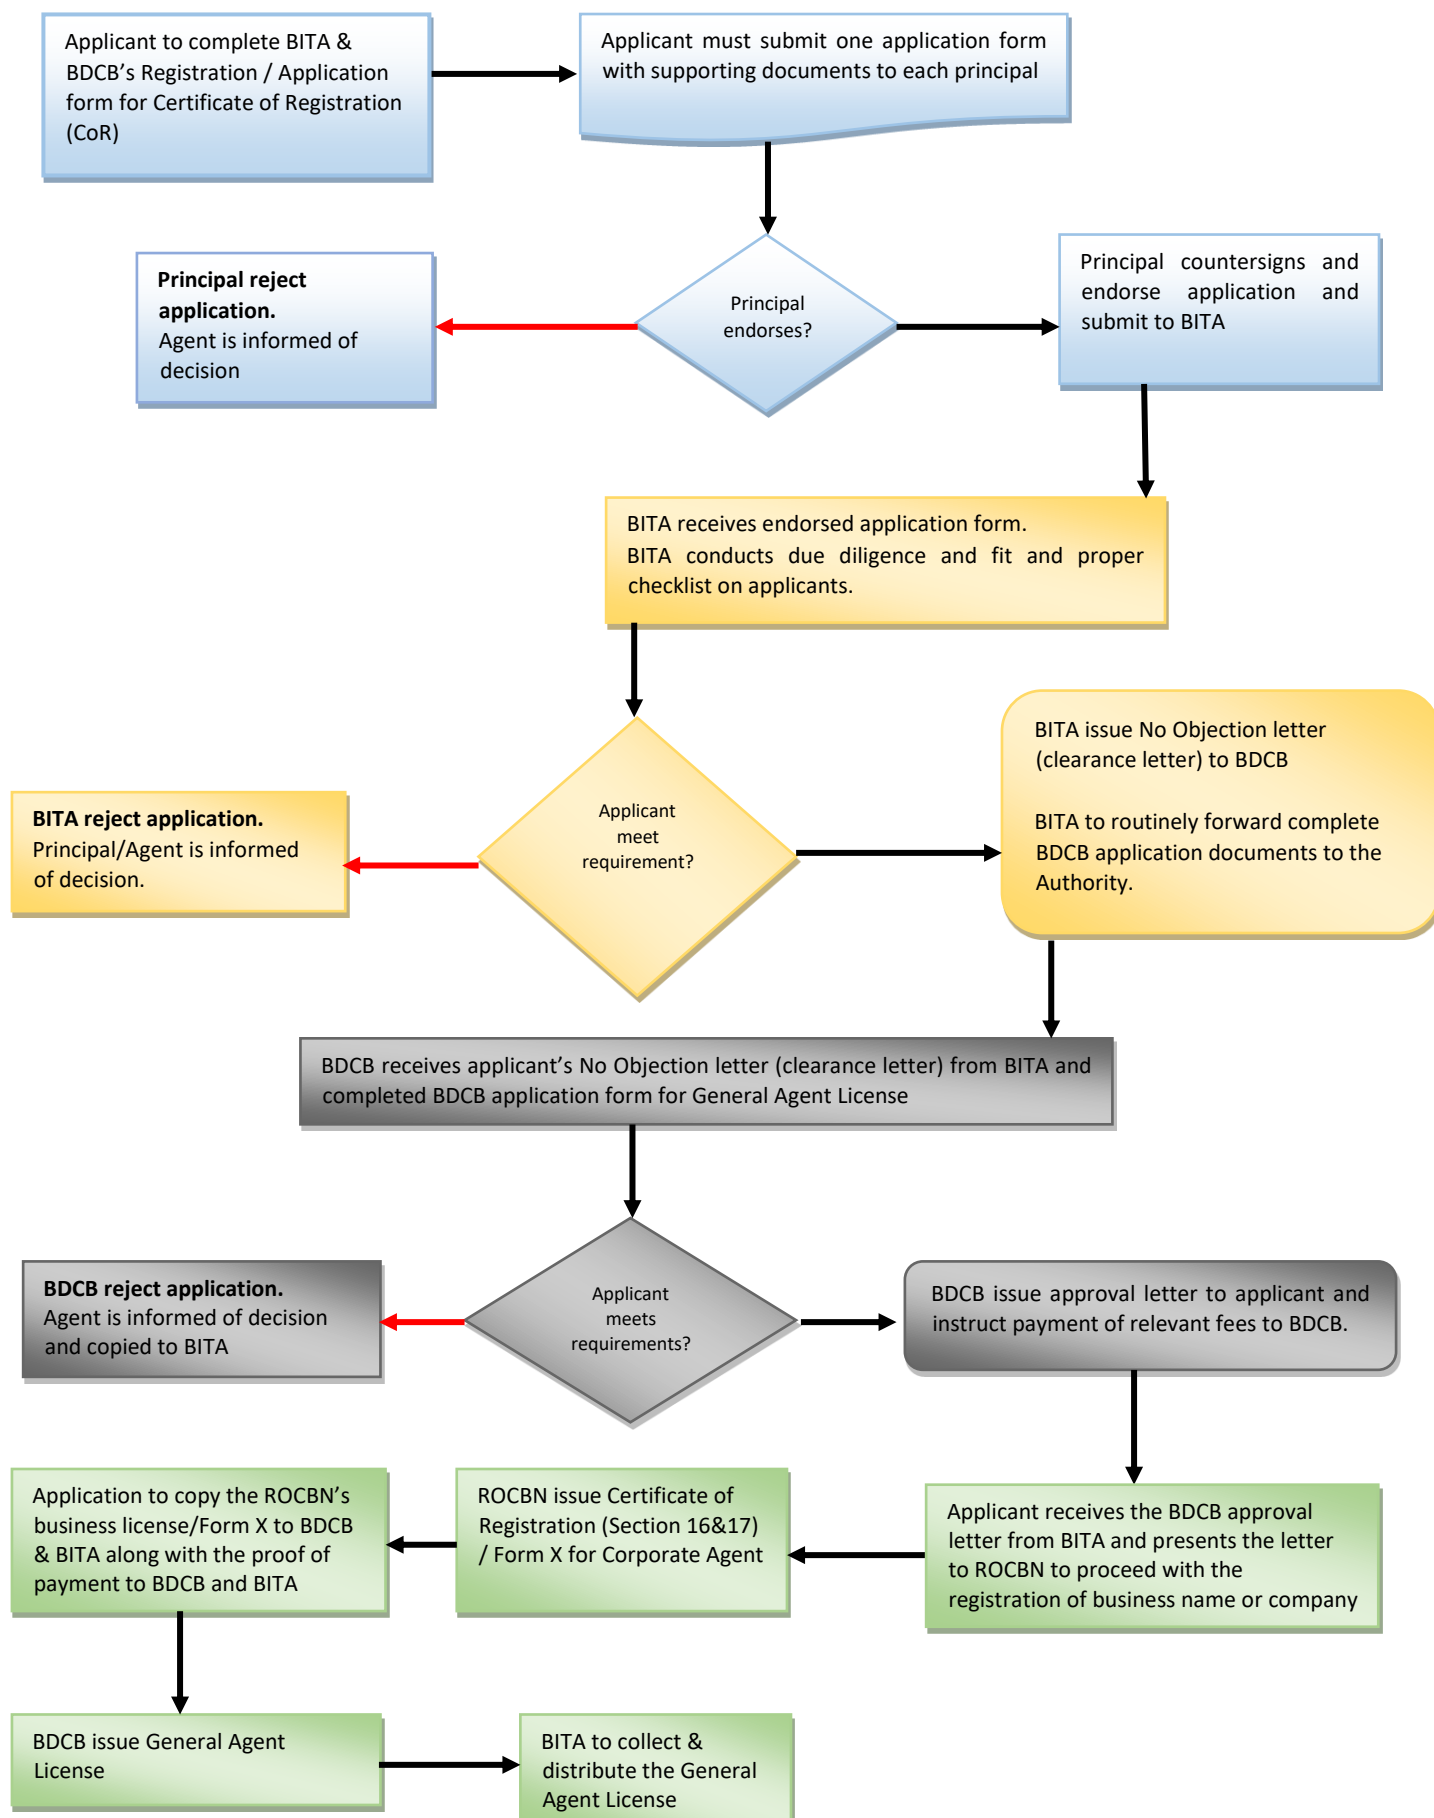 Applicant to complete BITA &
BDCB’s Registration / Application
form for Certificate of Registration
(CoR)
Applicant must submit one application form
with supporting documents to each principal
Principal reject
application.
Agent is informed of
decision
Principal
endorses?
Principal countersigns and
endorse application and
submit to BITA
BITA receives endorsed application form.
BITA conducts due diligence and fit and proper
checklist on applicants.
BITA reject application.
Principal/Agent is informed
of decision.
Applicant
meet
requirement?
BITA issue No Objection letter
(clearance letter) to BDCB
BITA to routinely forward complete
BDCB application documents to the
Authority.
BDCB receives applicant’s No Objection letter (clearance letter) from BITA and
completed BDCB application form for General Agent License
BDCB reject application.
Agent is informed of decision
and copied to BITA
Applicant
meets
requirements?
BDCB issue approval letter to applicant and
instruct payment of relevant fees to BDCB.
Applicant receives the BDCB approval
letter from BITA and presents the letter
to ROCBN to proceed with the
registration of business name or company
ROCBN issue Certificate of
Registration (Section 16&17)
/ Form X for Corporate Agent
Application to copy the ROCBN’s
business license/Form X to BDCB
& BITA along with the proof of
payment to BDCB and BITA
BDCB issue General Agent
License
BITA to collect &
distribute the General
Agent License